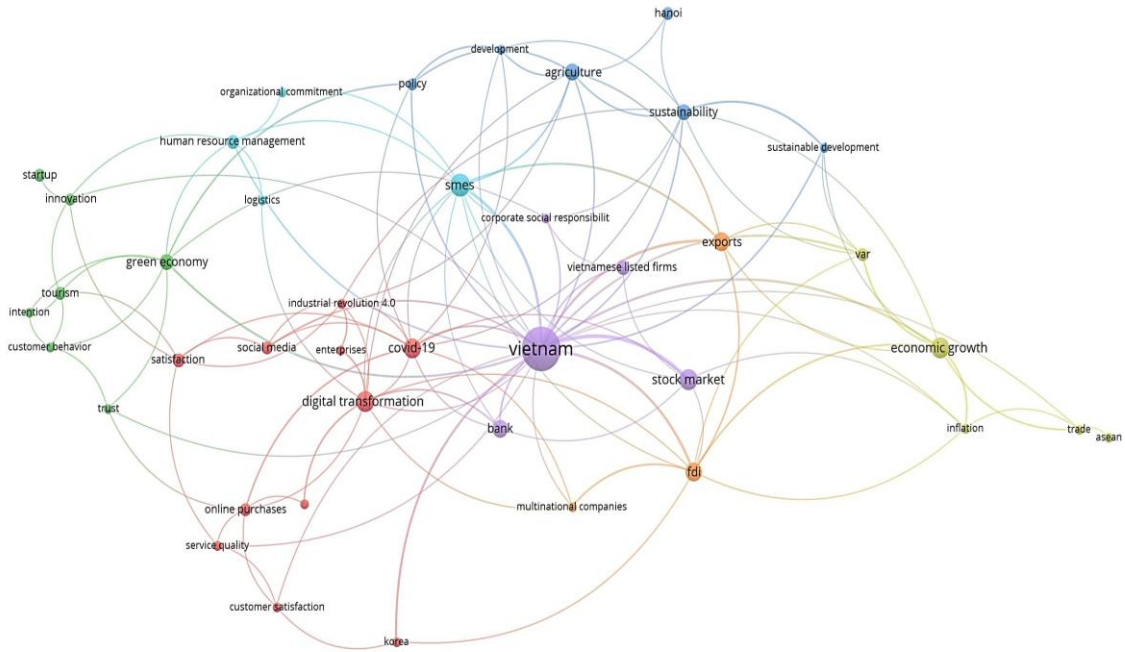 hanoi
development
agriculture
policy
organizational commitment
sustainability
human resource management
sustainable development
startup
smes
innovation
logistics
corporate social responsibilit
exports
var
green economy
vietnamese listed firms
tourism
industrial revolution 4.0
intention
customer behavior
social media
enterprises
covid-19
vietnam
economic growth
satisfaction
stock market
digital transformation
trust
bank
inflation
trade
asean
fdi
online purchases
multinational companies
service quality
customer satisfaction
korea